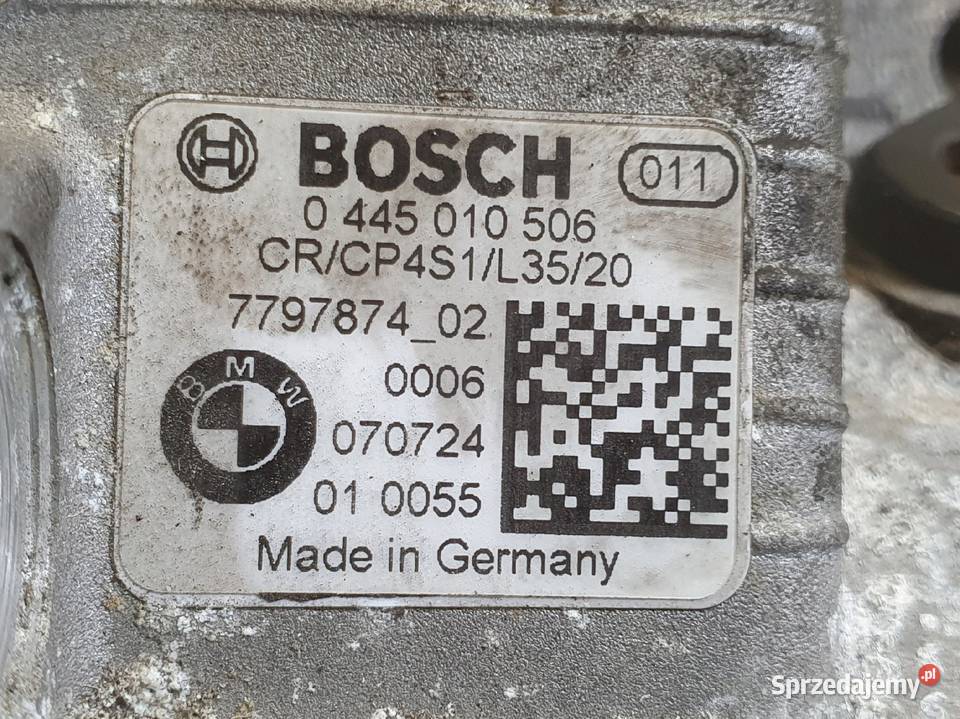 BOSCH 011
0 445 010 506
CR/CP4S1/L35/20
7797874_02
BMW
0006
070724
01 0055
Made in Germany
Sprzedajemy.pl